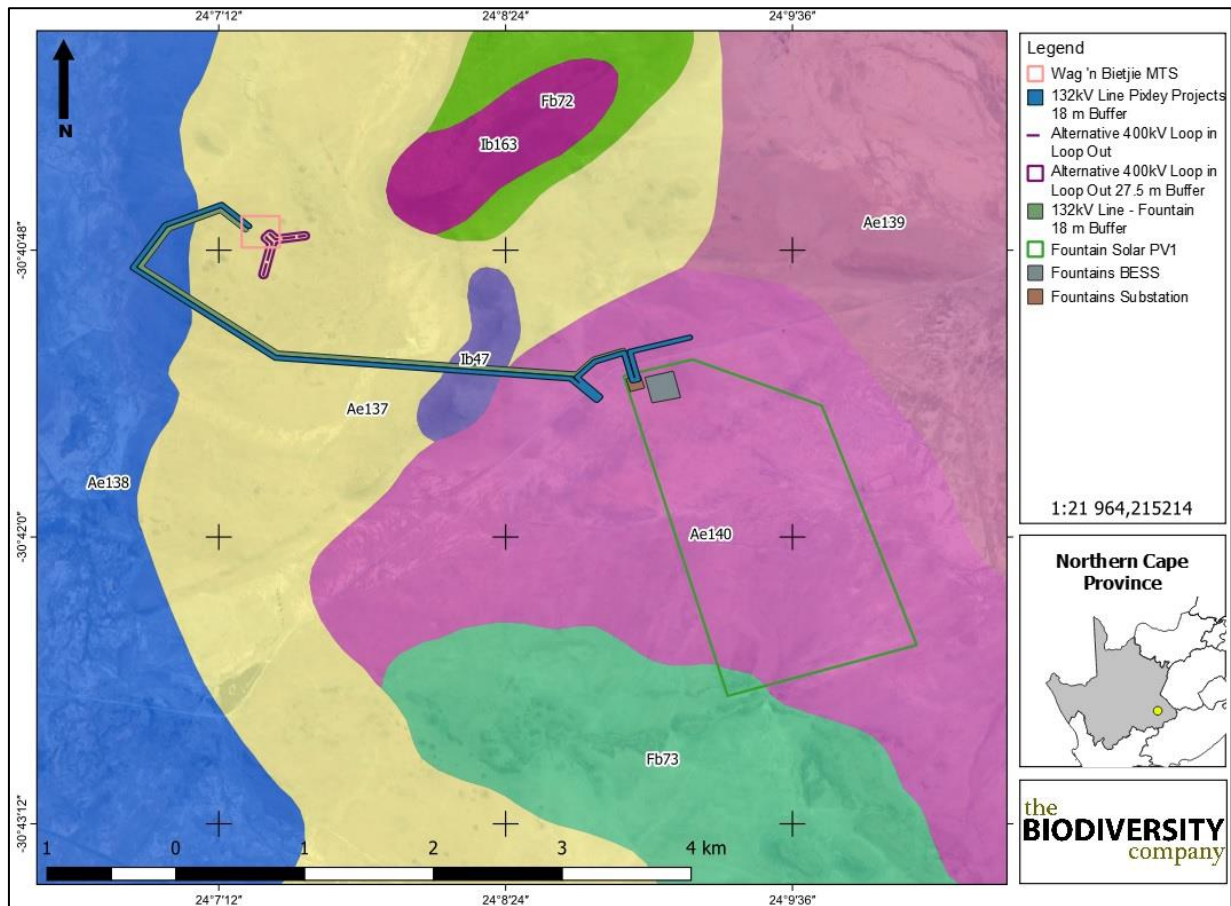 24°7'12"
24°8'24"
24°9'36"
N
Fb72
Ib163
Ae139
-30°40'48"
Ib47
Ae137
Ae138
-30°42'0"
Ae140
Fb73
-30°43'12"
1 0 1 2 3 4 km
24°7'12"
24°8'24"
24°9'36"
Legend
Wag 'n Bietjie MTS
132kV Line Pixley Projects
18 m Buffer
Alternative 400kV Loop in
Loop Out
Alternative 400kV Loop in
Loop Out 27.5 m Buffer
132kV Line - Fountain
18 m Buffer
Fountain Solar PV1
Fountains BESS
Fountains Substation
1:21 964,215214
Northern Cape
Province
the
BIODIVERSITY
company